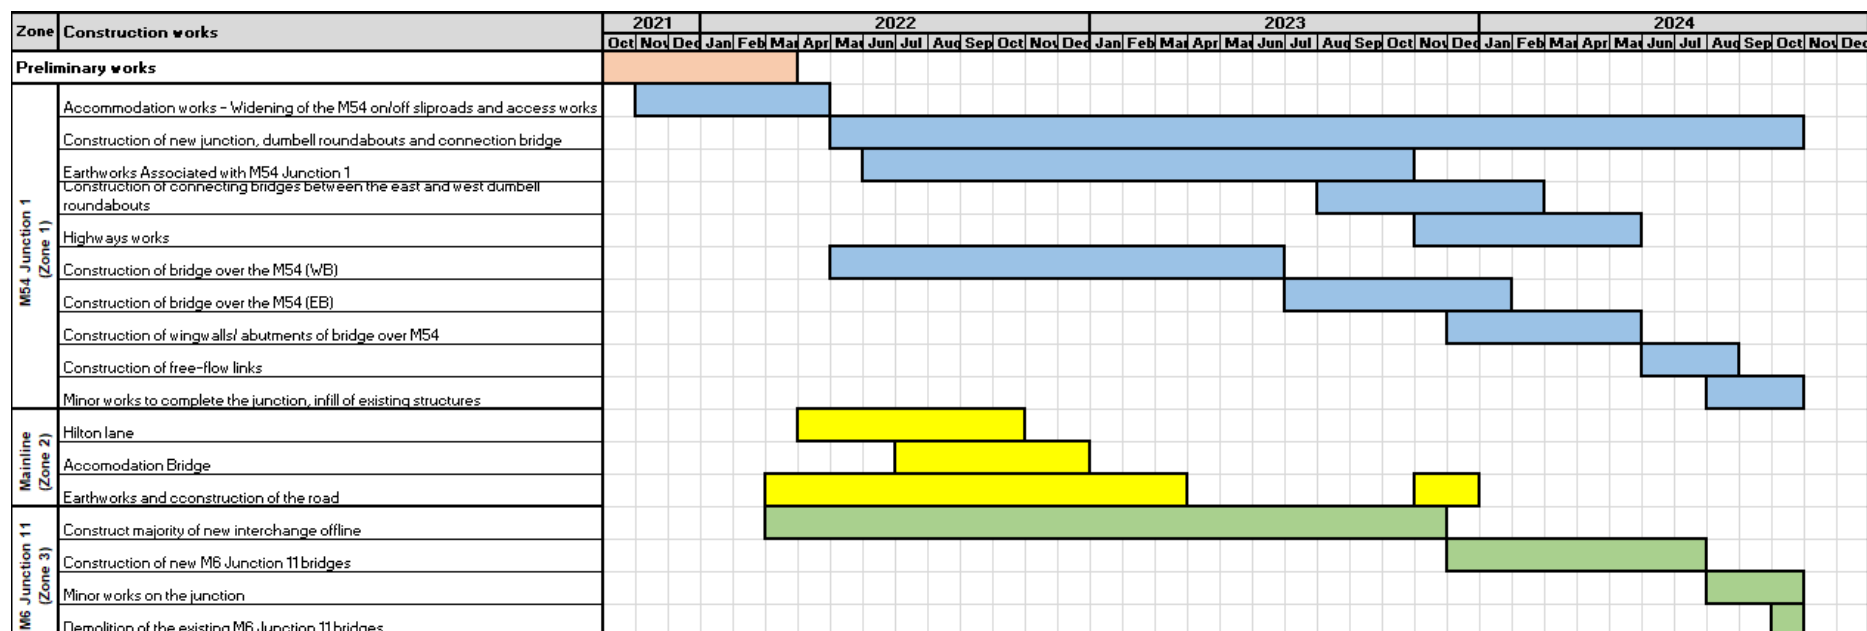 Zone Construction works 2021 2022 2023 2024
Oct Nov Dec Jan Feb Mar Apr Mai Jun Jul Aug Sep Oct Nov Dec Jan Feb Mar Apr Mai Jun Jul Aug Sep Oct Nov Dec Jan Feb Mar Apr Mai Jun Jul Aug Sep Oct Nov Dec
Preliminary works
M54 Junction 1
(Zone 1)
Accommodation works - Widening of the M54 on/off sliproads and access works
Construction of new junction, dumbell roundabouts and connection bridge
Earthworks Associated with M54 Junction 1
Construction of connecting bridges between the east and west dumbell
roundabouts
Highways works
Construction of bridge over the M54 (WB)
Construction of bridge over the M54 (EB)
Construction of wingwalls/ abutments of bridge over M54
Construction of free-flow links
Minor works to complete the junction, infill of existing structures
Mainline
(Zone 2)
Hilton lane
Accomodation Bridge
Earthworks and cconstruction of the road
M6 Junction 11
(Zone 3)
Construct majority of new interchange offline
Construction of new M6 Junction 11 bridges
Minor works on the junction
Demolition of the existing M6 Junction 11 bridges